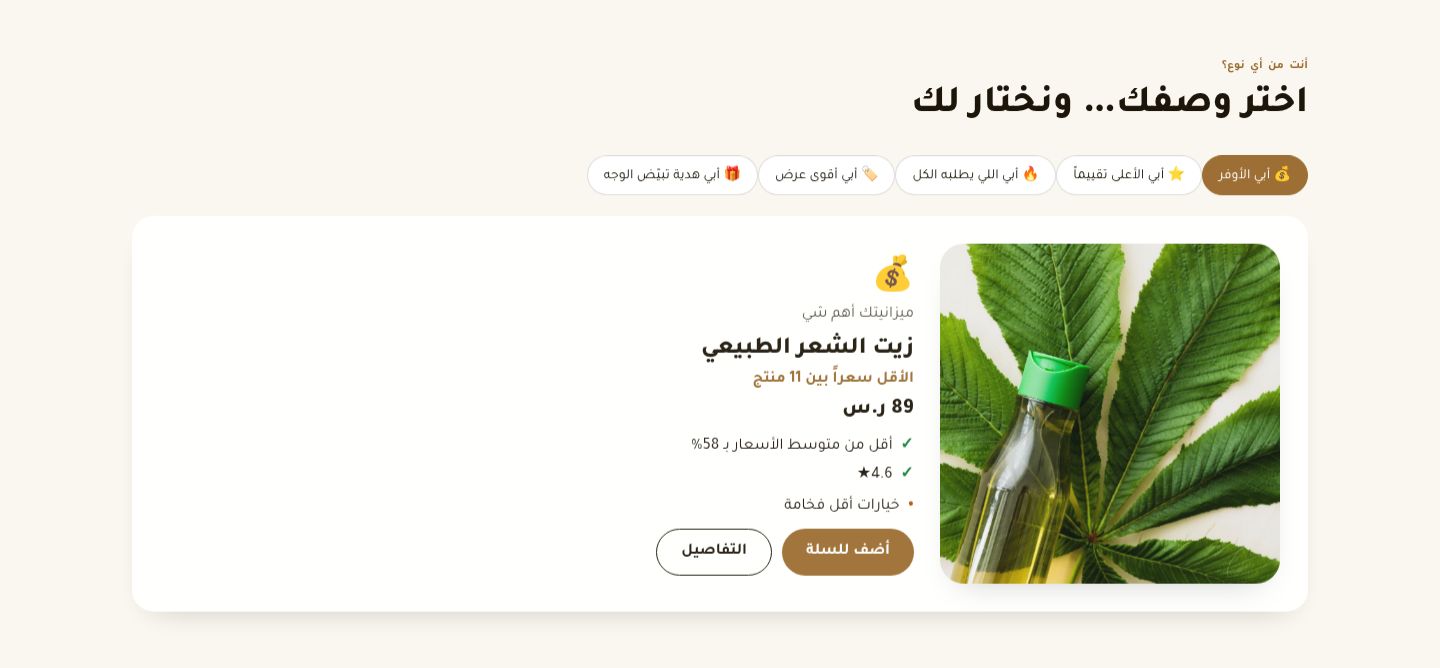 أنت من أي نوع؟
اختر وصفك... ونختار لك
💰 أبي الأوفر
⭐ أبي الأعلى تقييماً
🔥 أبي اللي يطلبه الكل
🏷️ أبي أقوى عرض
🎁 أبي هدية تبيّض الوجه
💰
ميزانيتك أهم شي
زيت الشعر الطبيعي
الأقل سعراً بين 11 منتج
89 ر.س
✓ أقل من متوسط الأسعار بـ 58%
✓ 4.6★
• خيارات أقل فخامة
أضف للسلة
التفاصيل